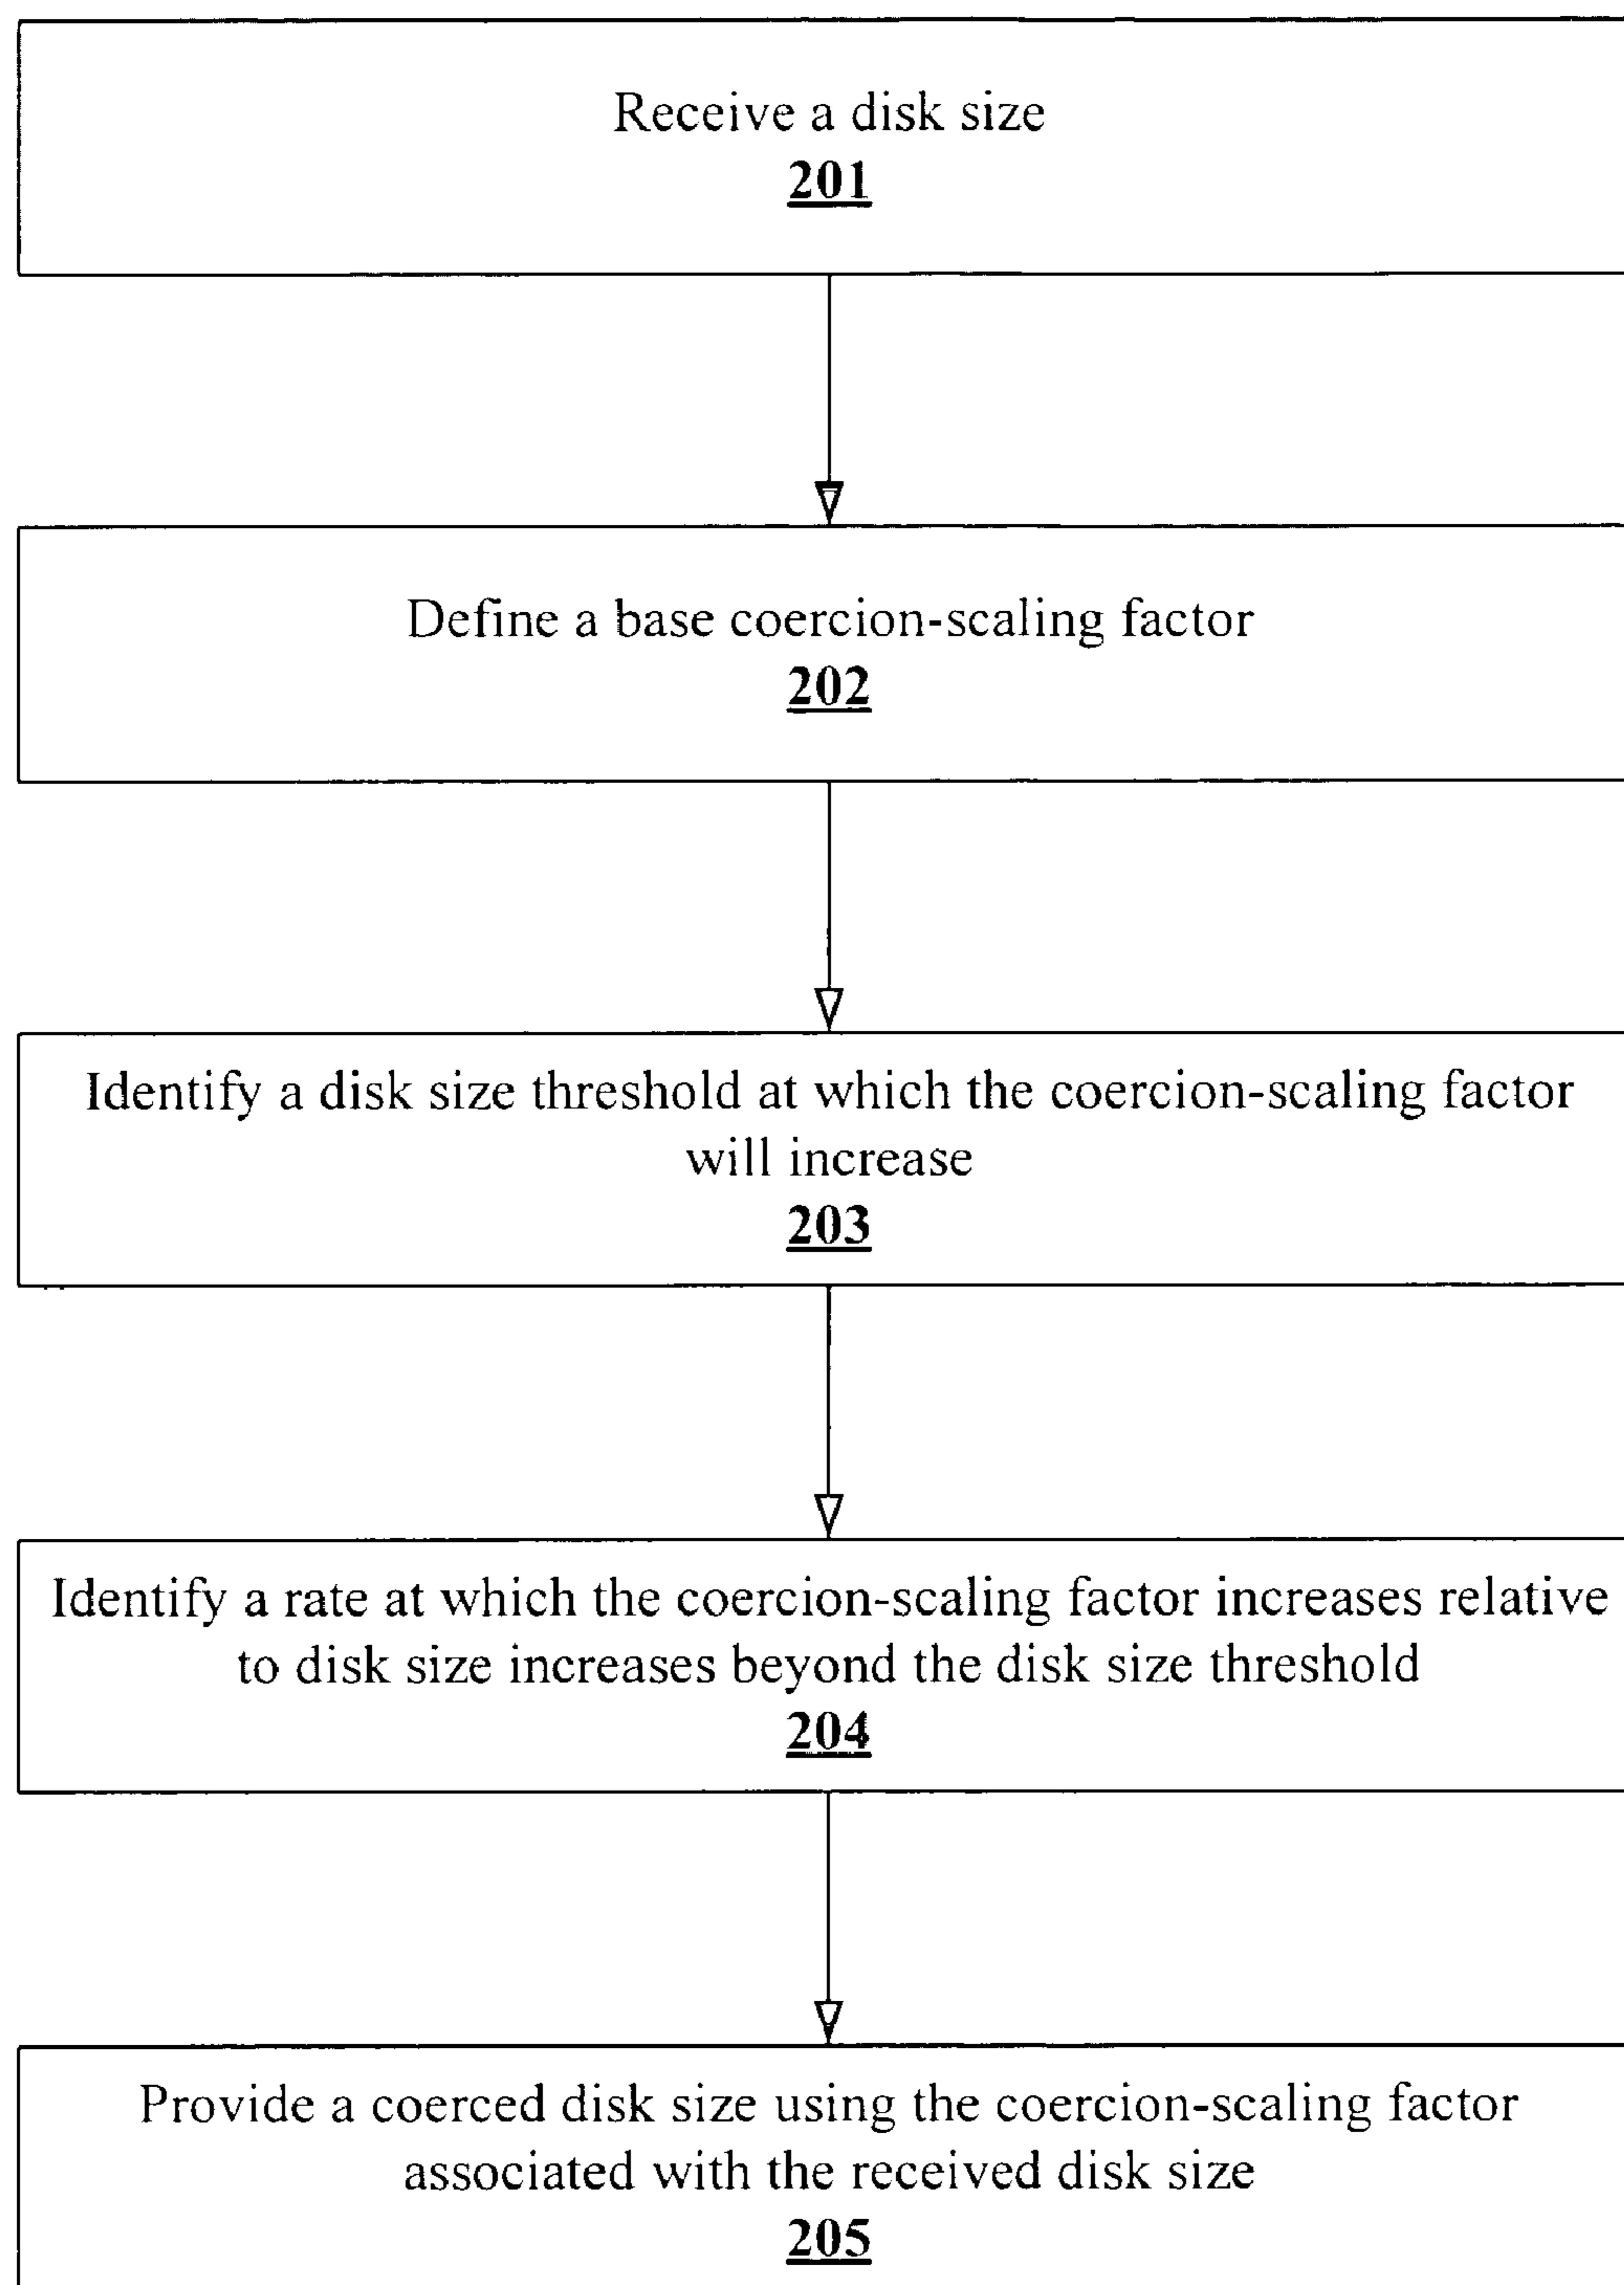 Receive a disk size
201
Define a base coercion-scaling factor
202
Identify a disk size threshold at which the coercion-scaling factor
will increase
203
Identify a rate at which the coercion-scaling factor increases relative
to disk size increases beyond the disk size threshold
204
Provide a coerced disk size using the coercion-scaling factor
associated with the received disk size
205